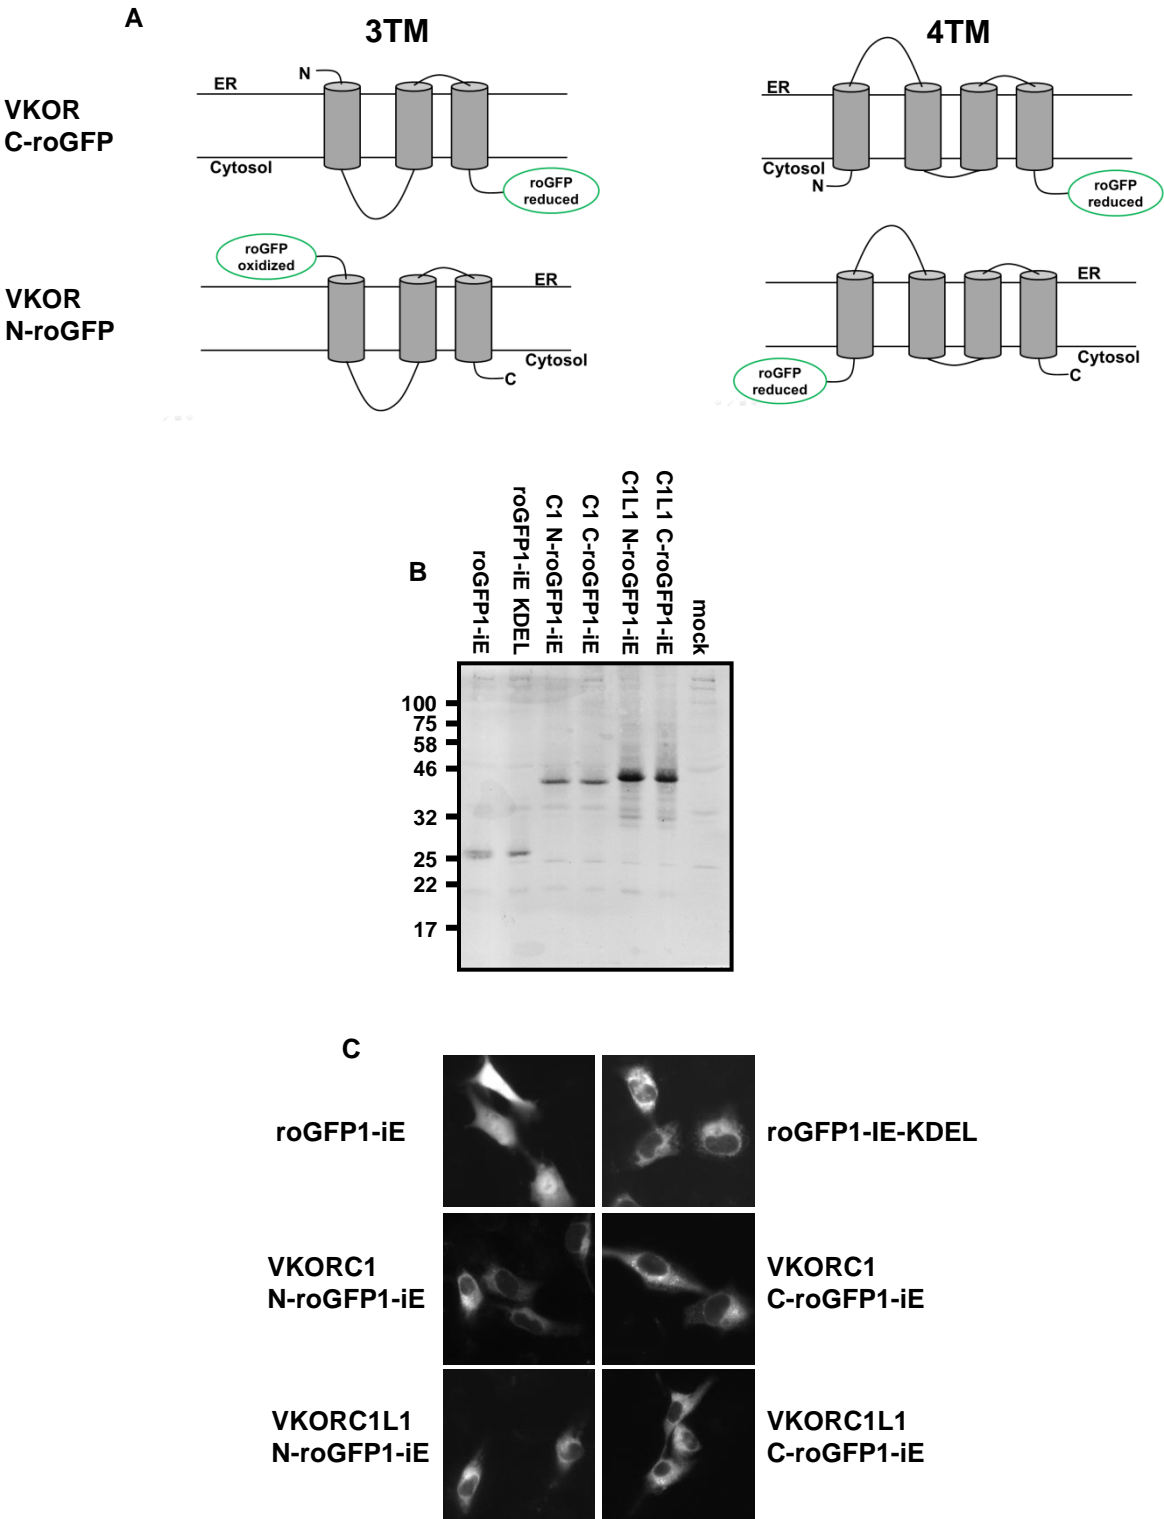 A
3TM
4TM
VKOR
C-roGFP
N
ER
Cytosol
roGFP
reduced
ER
Cytosol
N
roGFP
reduced
VKOR
N-roGFP
roGFP
oxidized
ER
Cytosol
C
ER
Cytosol
roGFP
reduced
C
B
roGFP1-iE
roGFP1-iE KDEL
C1 N-roGFP1-iE
C1 C-roGFP1-iE
C1L1 N-roGFP1-iE
C1L1 C-roGFP1-iE
mock
100
75
58
46
32
25
22
17
C
roGFP1-iE
roGFP1-IE-KDEL
VKORC1
N-roGFP1-iE
VKORC1
C-roGFP1-iE
VKORC1L1
N-roGFP1-iE
VKORC1L1
C-roGFP1-iE